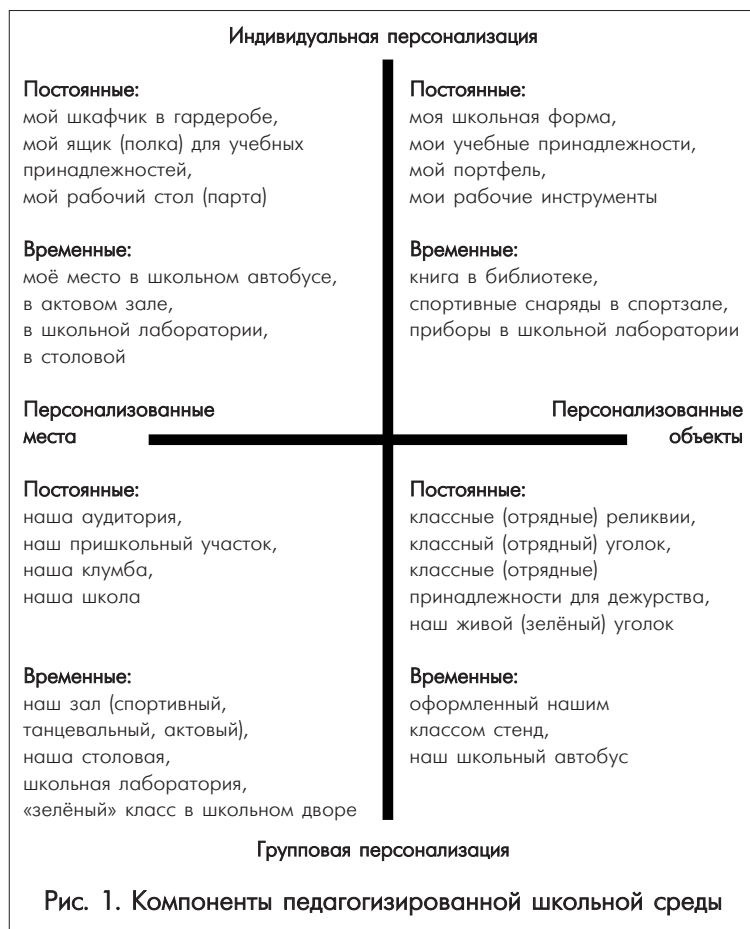 Индивидуальная персонализация
Постоянные:
мой шкафчик в гардеробе,
мой ящик (полка) для учебных
принадлежностей,
мой рабочий стол (парта)
Временные:
моё место в школьном автобусе,
в актовом зале,
в школьной лаборатории,
в столовой
Постоянные:
моя школьная форма,
мои учебные принадлежности,
мой портфель,
мои рабочие инструменты
Временные:
книга в библиотеке,
спортивные снаряды в спортзале,
приборы в школьной лаборатории
Персонализованные
места
Персонализованные
объекты
Постоянные:
наша аудитория,
наш пришкольный участок,
наша клумба,
наша школа
Временные:
наш зал (спортивный,
танцевальный, актовый),
наша столовая,
школьная лаборатория,
«зелёный» класс в школьном дворе
Постоянные:
классные (отрядные) реликвии,
классный (отрядный) уголок,
классные (отрядные)
принадлежности для дежурства,
наш живой (зелёный) уголок
Временные:
оформленный нашим
классом стенд,
наш школьный автобус
Групповая персонализация
Рис. 1. Компоненты педагогизированной школьной среды